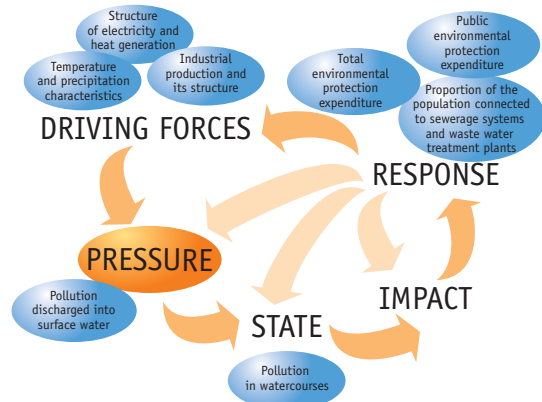 Structure
of electricity and
heat generation
Temperature
and precipitation
characteristics
Industrial
production and
its structure
DRIVING FORCES
Total
environmental
protection
expenditure
Public
environmental
protection
expenditure
Proportion of the
population connected
to sewerage systems
and waste water
treatment plants
RESPONSE
PRESSURE
Pollution
discharged into
surface water
STATE
Pollution
in watercourses
IMPACT